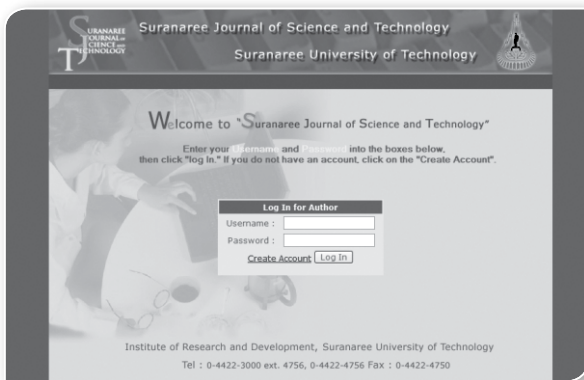 SURANAREE
JOURNAL OF
SCIENCE AND
TECHNOLOGY
Suranaree Journal of Science and Technology
Suranaree University of Technology
Welcome to "Suranaree Journal of Science and Technology"
Enter your Username and Password into the boxes below,
then click "log In." If you do not have an account, click on the "Create Account".
Log In for Author
Username :
Password :
Create Account Log In
Institute of Research and Development, Suranaree University of Technology
Tel : 0-4422-3000 ext. 4756, 0-4422-4756 Fax : 0-4422-4750